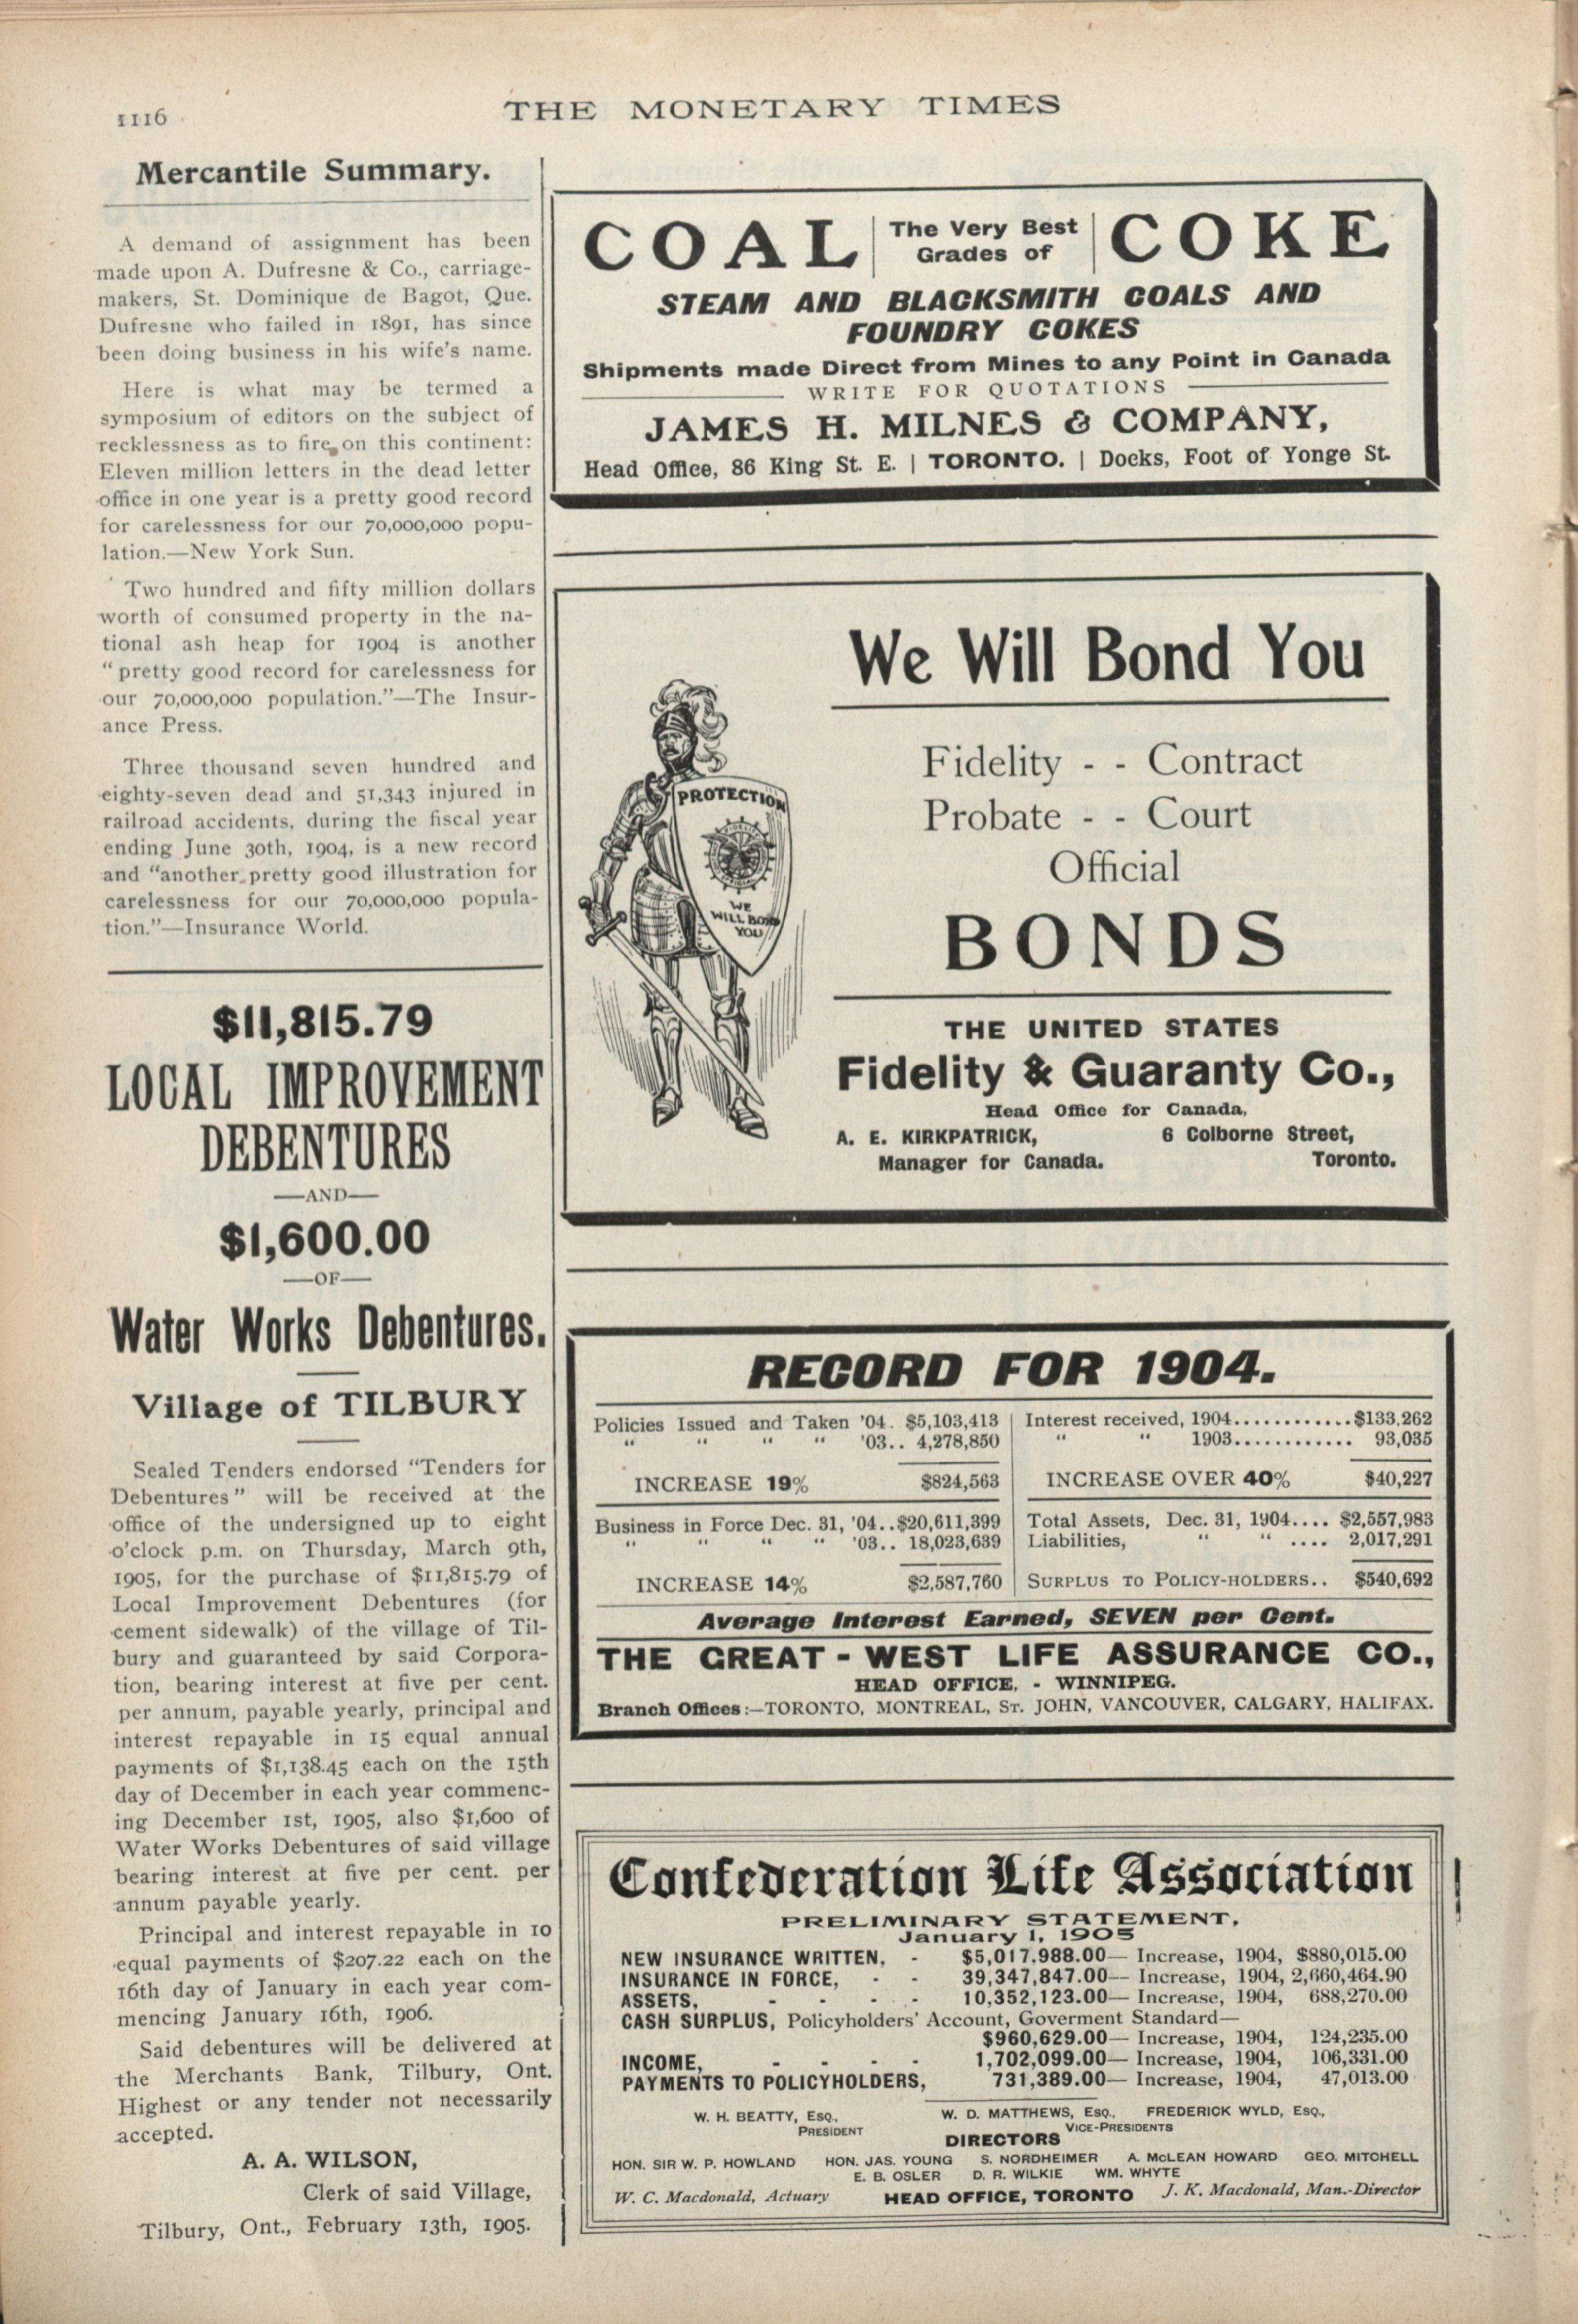 1116
THE MONETARY TIMES
Mercantile Summary.
A demand of assignment has been
made upon A. Dufresne & Co., carriage-
makers, St. Dominique de Bagot, Que.
Dufresne who failed in 1891, has since
been doing business in his wife's name.
Here is what may be termed a
symposium of editors on the subject of
recklessness as to fire on this continent:
Eleven million letters in the dead letter
office in one year is a pretty good record
for carelessness for our 70,000,000 popu-
lation.—New York Sun.
Two hundred and fifty million dollars
worth of consumed property in the na-
tional ash heap for 1904 is another
"pretty good record for carelessness for
our 70,000,000 population."—The Insur-
ance Press.
Three thousand seven hundred and
eighty-seven dead and 51,343 injured in
railroad accidents, during the fiscal year
ending June 30th, 1904, is a new record
and "another pretty good illustration for
carelessness for our 70,000,000 popula-
tion."—Insurance World.
$11,815.79
LOCAL IMPROVEMENT
DEBENTURES
—AND—
$1,600.00
—OF—
Water Works Debentures.
Village of TILBURY
Sealed Tenders endorsed "Tenders for
Debentures" will be received at the
office of the undersigned up to eight
o'clock p.m. on Thursday, March 9th,
1905, for the purchase of $11,815.79 of
Local Improvement Debentures (for
cement sidewalk) of the village of Til-
bury and guaranteed by said Corpora-
tion, bearing interest at five per cent.
per annum, payable yearly, principal and
interest repayable in 15 equal annual
payments of $1,138.45 each on the 15th
day of December in each year commenc-
ing December 1st, 1905, also $1,600 of
Water Works Debentures of said village
bearing interest at five per cent. per
annum payable yearly.
Principal and interest repayable in 10
equal payments of $207.22 each on the
16th day of January in each year com-
mencing January 16th, 1906.
Said debentures will be delivered at
the Merchants Bank, Tilbury, Ont.
Highest or any tender not necessarily
accepted.
A. A. WILSON,
Clerk of said Village,
Tilbury, Ont., February 13th, 1905.
COAL | The Very Best Grades of | COKE
STEAM AND BLACKSMITH COALS AND
FOUNDRY COKES
Shipments made Direct from Mines to any Point in Canada
WRITE FOR QUOTATIONS
JAMES H. MILNES & COMPANY,
Head Office, 86 King St. E. | TORONTO. | Docks, Foot of Yonge St.
We Will Bond You
PROTECTION
WE
WILL BOND
YOU
Fidelity - - Contract
Probate - - Court
Official
BONDS
THE UNITED STATES
Fidelity & Guaranty Co.,
Head Office for Canada,
A. E. KIRKPATRICK, 6 Colborne Street,
Manager for Canada. Toronto.
RECORD FOR 1904.
Policies Issued and Taken '04. $5,103,413
" " " " '03.. 4,278,850
INCREASE 19% $824,563
Interest received, 1904............$133,262
" " 1903............ 93,035
INCREASE OVER 40% $40,227
Business in Force Dec. 31, '04..$20,611,399
" " " " '03.. 18,023,639
INCREASE 14% $2,587,760
Total Assets, Dec. 31, 1904.... $2,557,983
Liabilities, " " .... 2,017,291
SURPLUS TO POLICY-HOLDERS.. $540,692
Average Interest Earned, SEVEN per Cent.
THE GREAT-WEST LIFE ASSURANCE CO.,
HEAD OFFICE, - WINNIPEG.
Branch Offices:—TORONTO, MONTREAL, ST. JOHN, VANCOUVER, CALGARY, HALIFAX.
Confederation Life Association
PRELIMINARY STATEMENT,
January 1, 1905
NEW INSURANCE WRITTEN, - $5,017,988.00— Increase, 1904, $880,015.00
INSURANCE IN FORCE, - - 39,347,847.00— Increase, 1904, 2,660,464.90
ASSETS, - - - - 10,352,123.00— Increase, 1904, 688,270.00
CASH SURPLUS, Policyholders' Account, Goverment Standard—
$960,629.00— Increase, 1904, 124,235.00
INCOME, - - - - 1,702,099.00— Increase, 1904, 106,331.00
PAYMENTS TO POLICYHOLDERS, 731,389.00— Increase, 1904, 47,013.00
W. H. BEATTY, ESQ., W. D. MATTHEWS, ESQ., FREDERICK WYLD, ESQ.,
PRESIDENT VICE-PRESIDENTS
DIRECTORS
HON. SIR W. P. HOWLAND HON. JAS. YOUNG S. NORDHEIMER A. McLEAN HOWARD GEO. MITCHELL
E. B. OSLER D. R. WILKIE WM. WHYTE
W. C. Macdonald, Actuary HEAD OFFICE, TORONTO J. K. Macdonald, Man.-Director